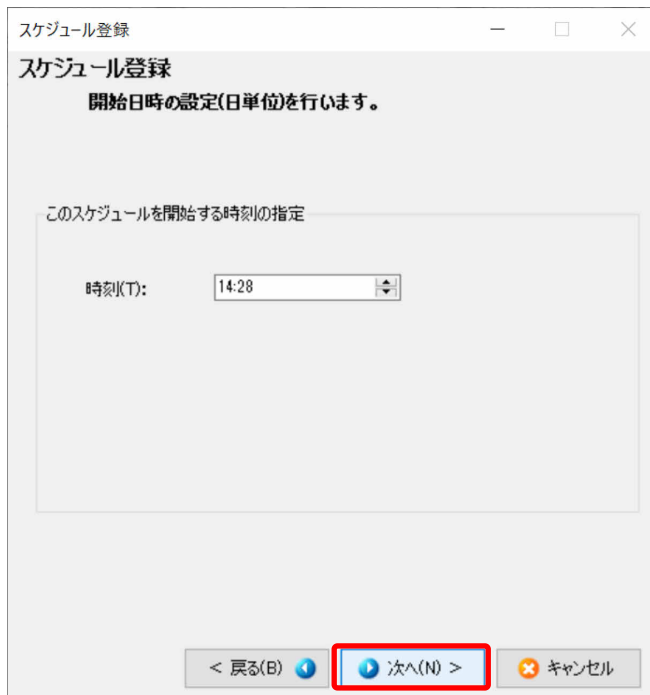 スケジュール登録
スケジュール登録
開始日時の設定(日単位)を行います。
このスケジュールを開始する時刻の指定
時刻(T): 14:28
< 戻る(B) 次へ(N) > キャンセル